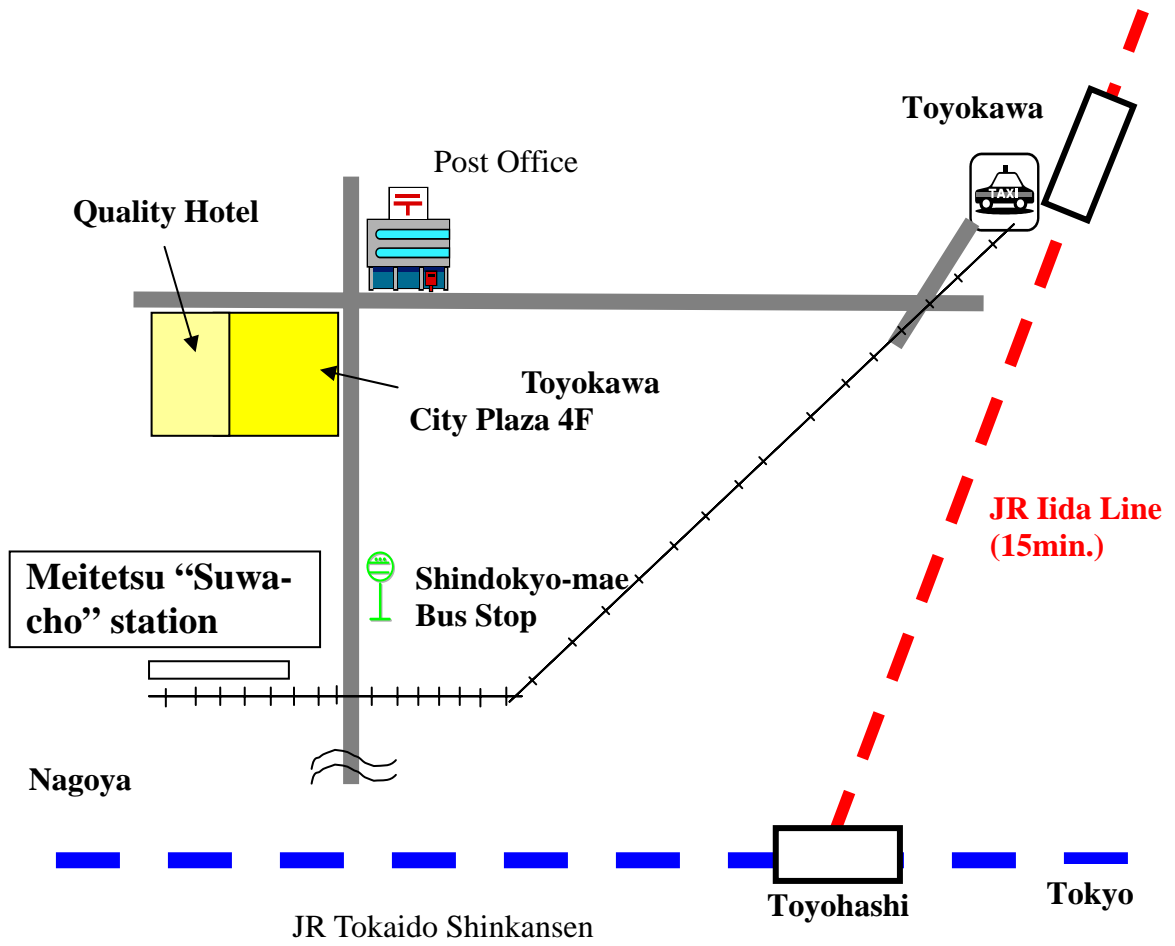 Toyokawa
Post Office
TAXI
Quality Hotel
Toyokawa
City Plaza 4F
JR Iida Line
(15min.)
Meitetsu “Suwa-
cho” station
Shindokyo-mae
Bus Stop
Nagoya
Tokyo
Toyohashi
JR Tokaido Shinkansen